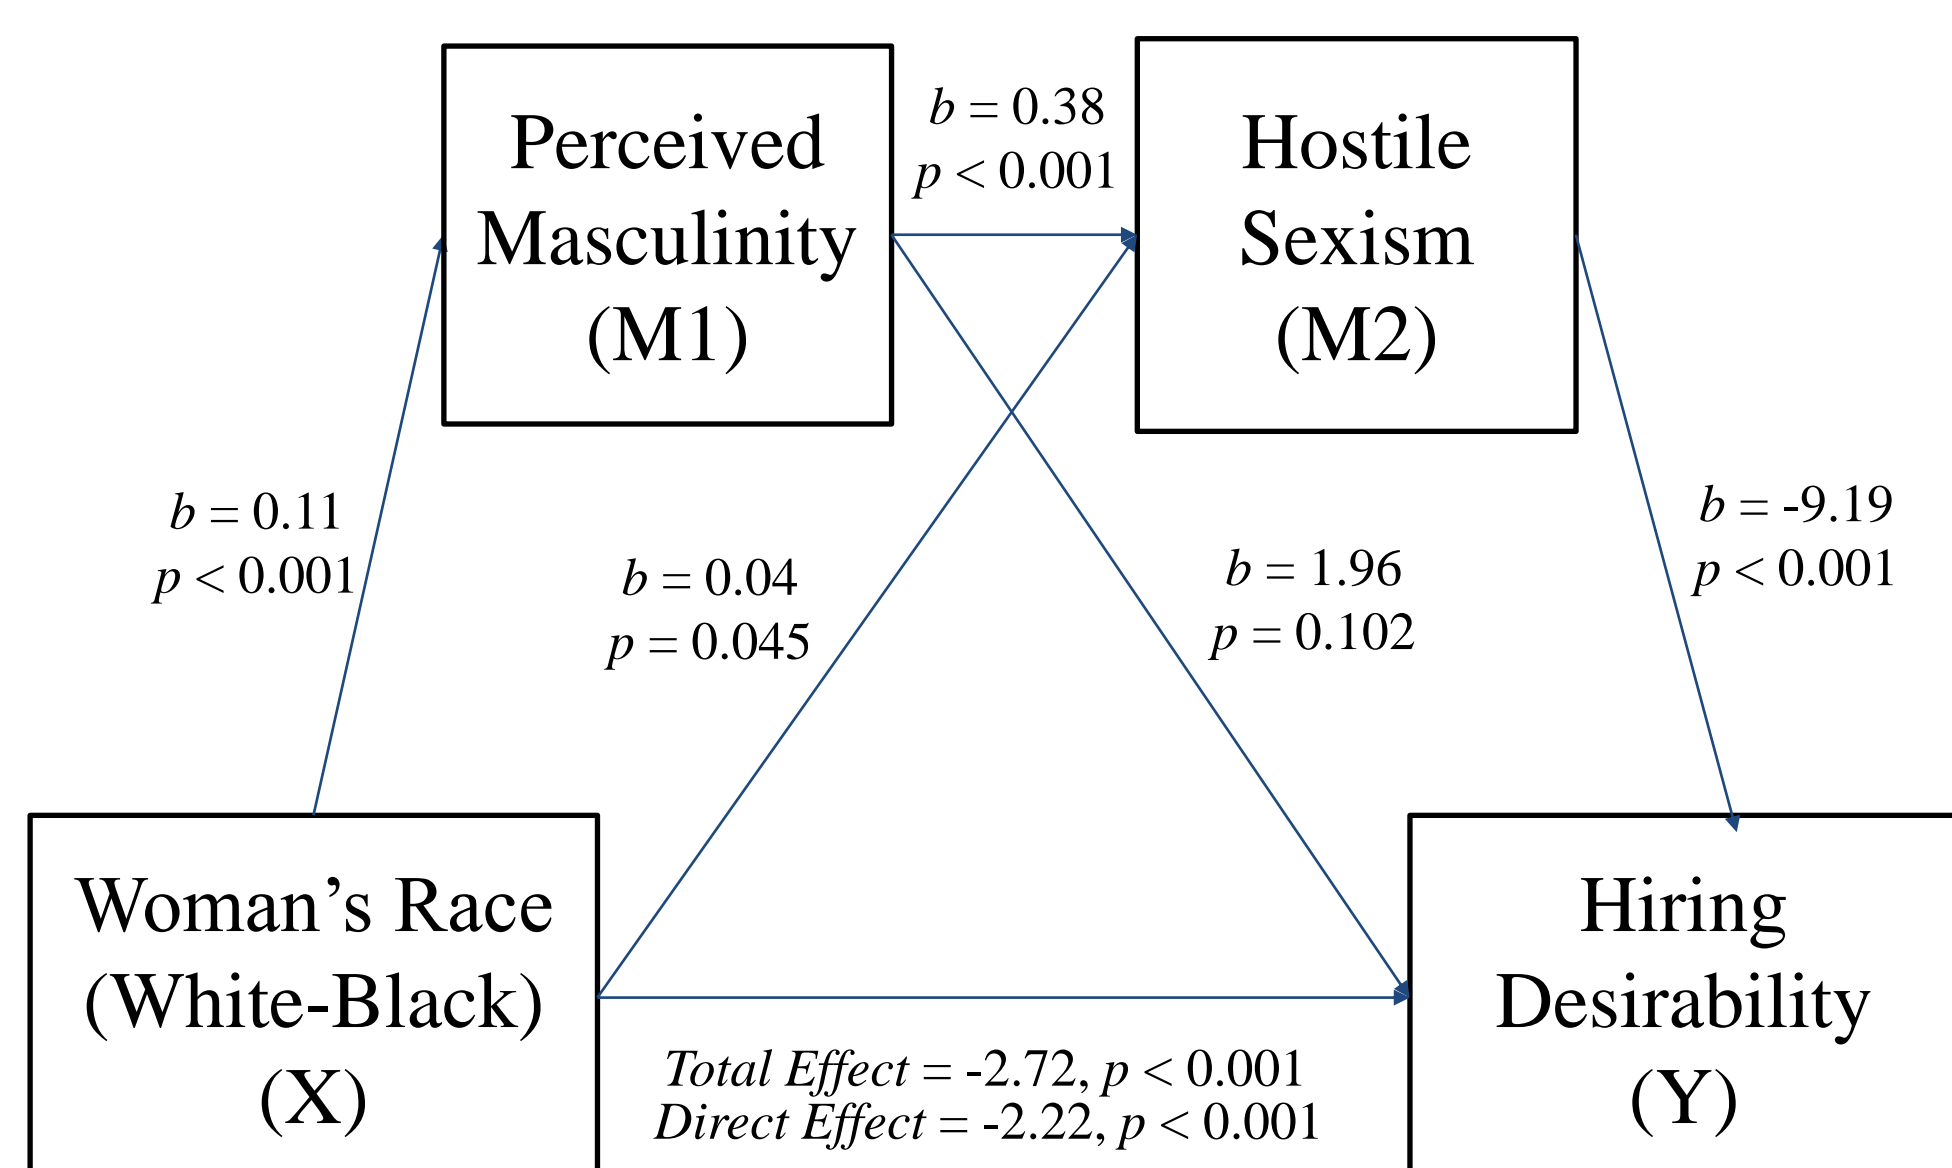 Perceived
Masculinity
(M1)
b = 0.38
p < 0.001
Hostile
Sexism
(M2)
b = 0.11
p < 0.001
b = 0.04
p = 0.045
b = 1.96
p = 0.102
b = -9.19
p < 0.001
Woman’s Race
(White-Black)
(X)
Total Effect = -2.72, p < 0.001
Direct Effect = -2.22, p < 0.001
Hiring
Desirability
(Y)